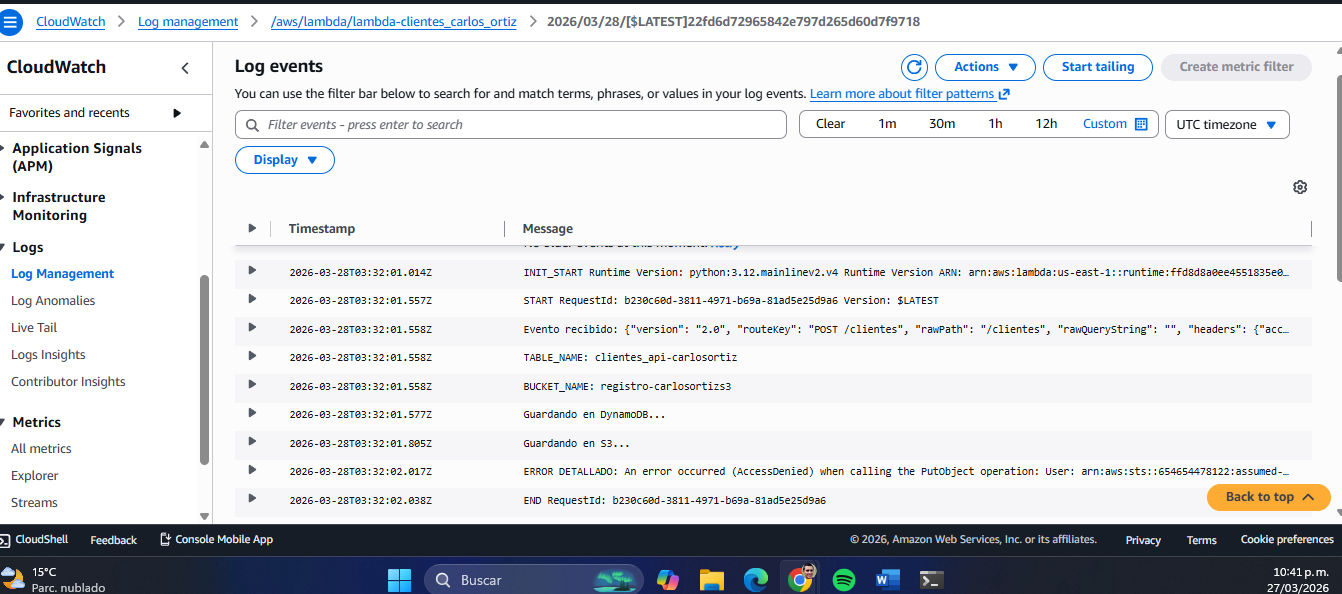 CloudWatch > Log management > /aws/lambda/lambda-clientes_carlos_ortiz > 2026/03/28/[$LATEST]22fd6d72965842e797d265d60d7f9718
CloudWatch
Favorites and recents
Application Signals
(APM)
Infrastructure
Monitoring
Logs
Log Management
Log Anomalies
Live Tail
Logs Insights
Contributor Insights
Metrics
All metrics
Explorer
Streams
Log events
Actions
Start tailing
Create metric filter
You can use the filter bar below to search for and match terms, phrases, or values in your log events. Learn more about filter patterns
Filter events - press enter to search
Clear 1m 30m 1h 12h Custom UTC timezone
Display
Timestamp Message
No older events at this moment. Retry
2026-03-28T03:32:01.014Z INIT_START Runtime Version: python:3.12.mainlinev2.v4 Runtime Version ARN: arn:aws:lambda:us-east-1::runtime:ffd8d8a0ee4551835e0…
2026-03-28T03:32:01.557Z START RequestId: b230c60d-3811-4971-b69a-81ad5e25d9a6 Version: $LATEST
2026-03-28T03:32:01.558Z Evento recibido: {"version": "2.0", "routeKey": "POST /clientes", "rawPath": "/clientes", "rawQueryString": "", "headers": {"acc…
2026-03-28T03:32:01.558Z TABLE_NAME: clientes_api-carlosortiz
2026-03-28T03:32:01.558Z BUCKET_NAME: registro-carlosortizs3
2026-03-28T03:32:01.577Z Guardando en DynamoDB...
2026-03-28T03:32:01.805Z Guardando en S3...
2026-03-28T03:32:02.017Z ERROR DETALLADO: An error occurred (AccessDenied) when calling the PutObject operation: User: arn:aws:sts::654654478122:assumed-…
2026-03-28T03:32:02.038Z END RequestId: b230c60d-3811-4971-b69a-81ad5e25d9a6
Back to top
CloudShell Feedback Console Mobile App © 2026, Amazon Web Services, Inc. or its affiliates. Privacy Terms Cookie preferences
15°C
Parc. nublado
Buscar
10:41 p. m.
27/03/2026